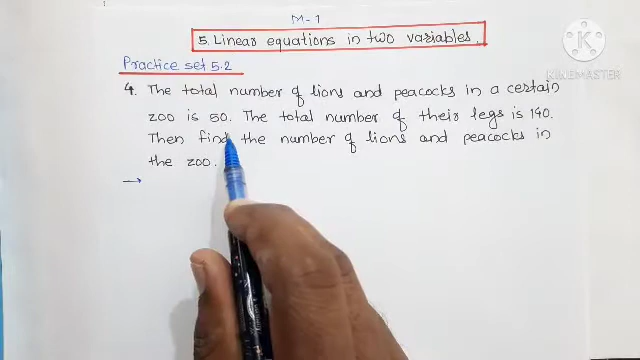 M-1
5. Linear equations in two variables.
KINEMASTER
Practice set 5.2
4. The total number of lions and peacocks in a certain
zoo is 50. The total number of their legs is 140.
Then find the number of lions and peacocks in
the zoo.
→